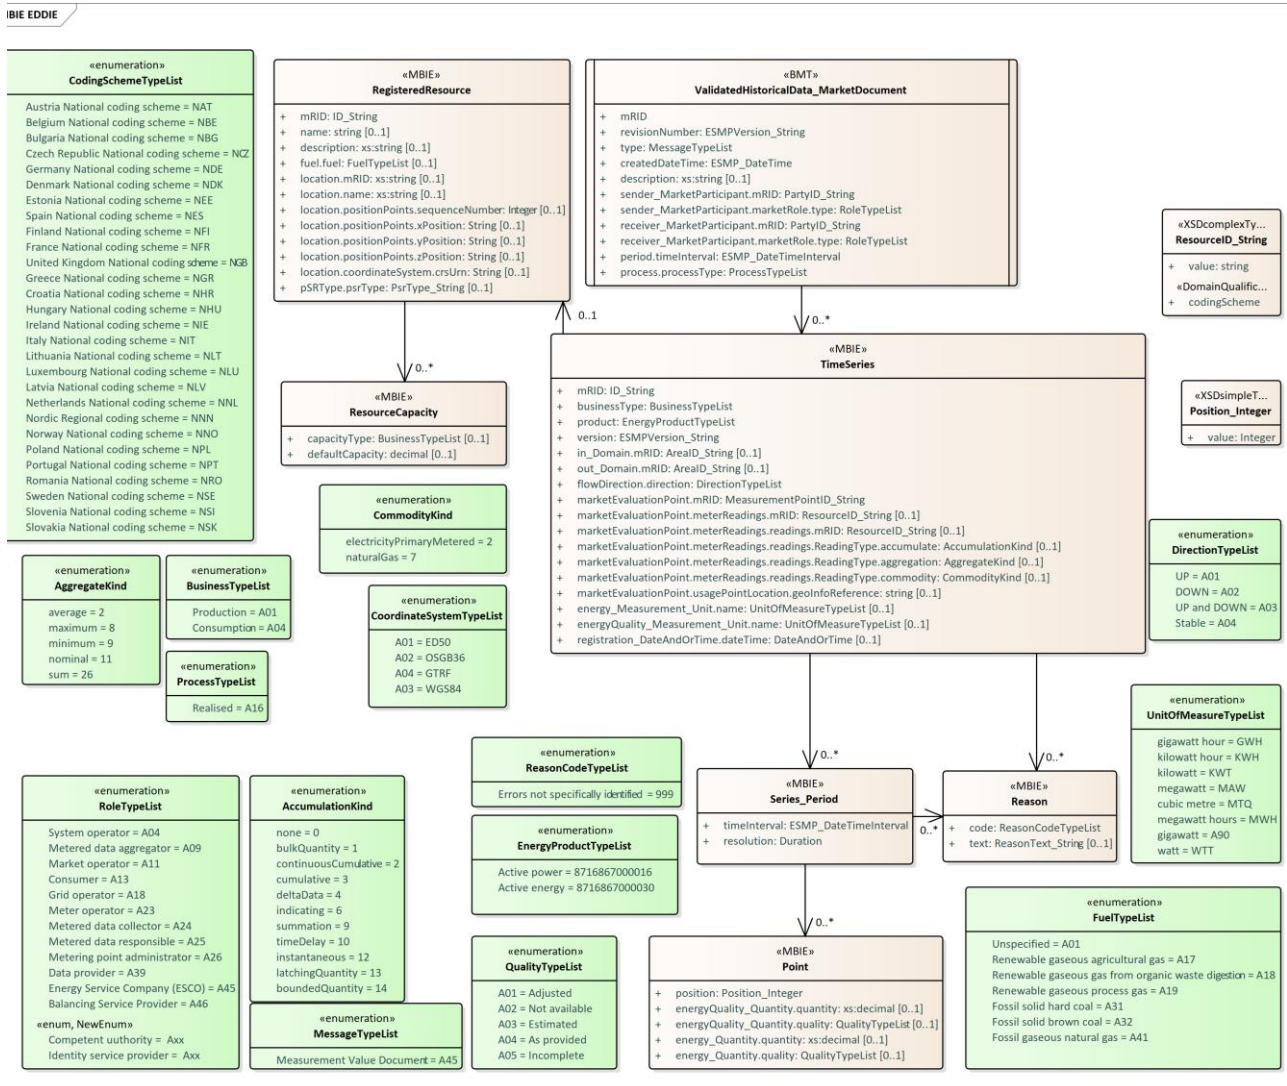 IBIE EDDIE
«enumeration»
CodingSchemeTypeList
Austria National coding scheme = NAT
Belgium National coding scheme = NBE
Bulgaria National coding scheme = NBG
Czech Republic National coding scheme = NCZ
Germany National coding scheme = NDE
Denmark National coding scheme = NDK
Estonia National coding scheme = NEE
Spain National coding scheme = NES
Finland National coding scheme = NFI
France National coding scheme = NFR
United Kingdom National coding scheme = NGB
Greece National coding scheme = NGR
Croatia National coding scheme = NHR
Hungary National coding scheme = NHU
Ireland National coding scheme = NIE
Italy National coding scheme = NIT
Lithuania National coding scheme = NLT
Luxembourg National coding scheme = NLU
Latvia National coding scheme = NLV
Netherlands National coding scheme = NNL
Nordic Regional coding scheme = NNN
Norway National coding scheme = NNO
Poland National coding scheme = NPL
Portugal National coding scheme = NPT
Romania National coding scheme = NRO
Sweden National coding scheme = NSE
Slovenia National coding scheme = NSI
Slovakia National coding scheme = NSK
«MBIE»
RegisteredResource
+ mRID: ID_String
+ name: string [0..1]
+ description: xs:string [0..1]
+ fuel.fuel: FuelTypeList [0..1]
+ location.mRID: xs:string [0..1]
+ location.name: xs:string [0..1]
+ location.positionPoints.sequenceNumber: Integer [0..1]
+ location.positionPoints.xPosition: String [0..1]
+ location.positionPoints.yPosition: String [0..1]
+ location.positionPoints.zPosition: String [0..1]
+ location.coordinateSystem.crsUrn: String [0..1]
+ pSRType.psrType: PsrType_String [0..1]
«BMT»
ValidatedHistoricalData_MarketDocument
+ mRID
+ revisionNumber: ESMPVersion_String
+ type: MessageTypeList
+ createdDateTime: ESMP_DateTime
+ description: xs:string [0..1]
+ sender_MarketParticipant.mRID: PartyID_String
+ sender_MarketParticipant.marketRole.type: RoleTypeList
+ receiver_MarketParticipant.mRID: PartyID_String
+ receiver_MarketParticipant.marketRole.type: RoleTypeList
+ period.timeInterval: ESMP_DateTimeInterval
+ process.processType: ProcessTypeList
«XSDcomplexTy...
ResourceID_String
+ value: string
«DomainQualific...
+ codingScheme
0..1
0..*
0..*
«MBIE»
ResourceCapacity
+ capacityType: BusinessTypeList [0..1]
+ defaultCapacity: decimal [0..1]
«MBIE»
TimeSeries
+ mRID: ID_String
+ businessType: BusinessTypeList
+ product: EnergyProductTypeList
+ version: ESMPVersion_String
+ in_Domain.mRID: AreaID_String [0..1]
+ out_Domain.mRID: AreaID_String [0..1]
+ flowDirection.direction: DirectionTypeList
+ marketEvaluationPoint.mRID: MeasurementPointID_String
+ marketEvaluationPoint.meterReadings.mRID: ResourceID_String [0..1]
+ marketEvaluationPoint.meterReadings.readings.mRID: ResourceID_String [0..1]
+ marketEvaluationPoint.meterReadings.readings.ReadingType.accumulate: AccumulationKind [0..1]
+ marketEvaluationPoint.meterReadings.readings.ReadingType.aggregation: AggregateKind [0..1]
+ marketEvaluationPoint.meterReadings.readings.ReadingType.commodity: CommodityKind [0..1]
+ marketEvaluationPoint.usagePointLocation.geoInfoReference: string [0..1]
+ energy_Measurement_Unit.name: UnitOfMeasureTypeList [0..1]
+ energyQuality_Measurement_Unit.name: UnitOfMeasureTypeList [0..1]
+ registration_DateAndOrTime.dateTime: DateAndOrTime [0..1]
«XSDsimpleT...
Position_Integer
+ value: Integer
«enumeration»
CommodityKind
electricityPrimaryMetered = 2
naturalGas = 7
«enumeration»
DirectionTypeList
UP = A01
DOWN = A02
UP and DOWN = A03
Stable = A04
«enumeration»
AggregateKind
average = 2
maximum = 8
minimum = 9
nominal = 11
sum = 26
«enumeration»
BusinessTypeList
Production = A01
Consumption = A04
«enumeration»
ProcessTypeList
Realised = A16
«enumeration»
CoordinateSystemTypeList
A01 = ED50
A02 = OSGB36
A04 = GTRF
A03 = WGS84
«enumeration»
UnitOfMeasureTypeList
gigawatt hour = GWH
kilowatt hour = KWH
kilowatt = KWT
megawatt = MAW
cubic metre = MTQ
megawatt hours = MWH
gigawatt = A90
watt = WTT
«enumeration»
ReasonCodeTypeList
Errors not specifically identified = 999
0..*
0..*
«MBIE»
Series_Period
+ timeInterval: ESMP_DateTimeInterval
+ resolution: Duration
0..*
«MBIE»
Reason
+ code: ReasonCodeTypeList
+ text: ReasonText_String [0..1]
«enumeration»
RoleTypeList
System operator = A04
Metered data aggregator = A09
Market operator = A11
Consumer = A13
Grid operator = A18
Meter operator = A23
Metered data collector = A24
Metered data responsible = A25
Metering point administrator = A26
Data provider = A39
Energy Service Company (ESCO) = A45
Balancing Service Provider = A46
«enum, NewEnum»
Competent uuthority = Axx
Identity service provider = Axx
«enumeration»
AccumulationKind
none = 0
bulkQuantity = 1
continuousCumulative = 2
cumulative = 3
deltaData = 4
indicating = 6
summation = 9
timeDelay = 10
instantaneous = 12
latchingQuantity = 13
boundedQuantity = 14
«enumeration»
MessageTypeList
Measurement Value Document = A45
«enumeration»
EnergyProductTypeList
Active power = 8716867000016
Active energy = 8716867000030
«enumeration»
QualityTypeList
A01 = Adjusted
A02 = Not available
A03 = Estimated
A04 = As provided
A05 = Incomplete
0..*
«MBIE»
Point
+ position: Position_Integer
+ energyQuality_Quantity.quantity: xs:decimal [0..1]
+ energyQuality_Quantity.quality: QualityTypeList [0..1]
+ energy_Quantity.quantity: xs:decimal [0..1]
+ energy_Quantity.quality: QualityTypeList [0..1]
«enumeration»
FuelTypeList
Unspecified = A01
Renewable gaseous agricultural gas = A17
Renewable gaseous gas from organic waste digestion = A18
Renewable gaseous process gas = A19
Fossil solid hard coal = A31
Fossil solid brown coal = A32
Fossil gaseous natural gas = A41